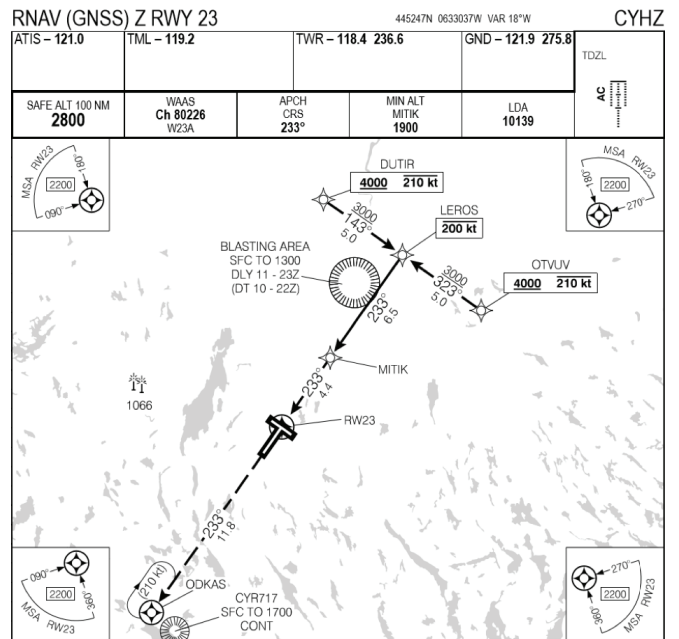 RNAV (GNSS) Z RWY 23
445247N 0633037W VAR 18°W
CYHZ
ATIS – 121.0
TML – 119.2
TWR – 118.4 236.6
GND – 121.9 275.8
TDZL
AC
SAFE ALT 100 NM
2800
WAAS
Ch 80226
W23A
APCH
CRS
233°
MIN ALT
MITIK
1900
LDA
10139
MSA RW23
180°
2200
090°
DUTIR
4000 210 kt
MSA RW23
180°
2200
270°
3000
143°
5.0
LEROS
200 kt
BLASTING AREA
SFC TO 1300
DLY 11 - 23Z
(DT 10 - 22Z)
3000
323°
5.0
OTVUV
4000 210 kt
233°
6.5
MITIK
1066
233°
4.4
RW23
233°
11.8
090°
360°
2200
MSA RW23
(210 kt)
ODKAS
CYR717
SFC TO 1700
CONT
270°
2200
360°
MSA RW23